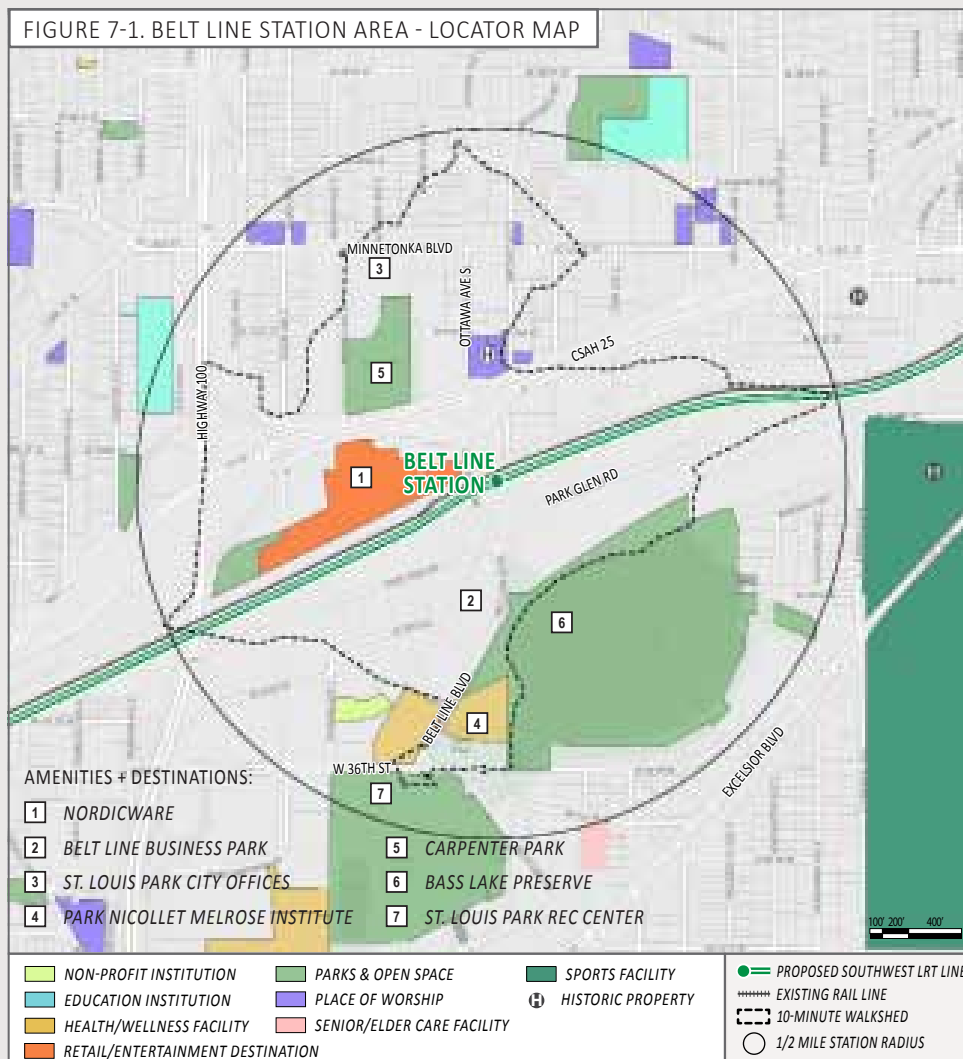 FIGURE 7-1. BELT LINE STATION AREA - LOCATOR MAP
MINNETONKA BLVD
3
OTTAWA AVE S
H
CSAH 25
H
5
HIGHWAY 100
1
BELT LINE
STATION
H
PARK GLEN RD
2
6
BELT LINE BLVD
4
W 36TH ST
EXCELSIOR BLVD
7
AMENITIES + DESTINATIONS:
1 NORDICWARE
2 BELT LINE BUSINESS PARK
3 ST. LOUIS PARK CITY OFFICES
4 PARK NICOLLET MELROSE INSTITUTE
5 CARPENTER PARK
6 BASS LAKE PRESERVE
7 ST. LOUIS PARK REC CENTER
100' 200' 400'
NON-PROFIT INSTITUTION
EDUCATION INSTITUTION
HEALTH/WELLNESS FACILITY
RETAIL/ENTERTAINMENT DESTINATION
PARKS & OPEN SPACE
PLACE OF WORSHIP
SENIOR/ELDER CARE FACILITY
SPORTS FACILITY
H HISTORIC PROPERTY
PROPOSED SOUTHWEST LRT LINE
EXISTING RAIL LINE
10-MINUTE WALKSHED
1/2 MILE STATION RADIUS